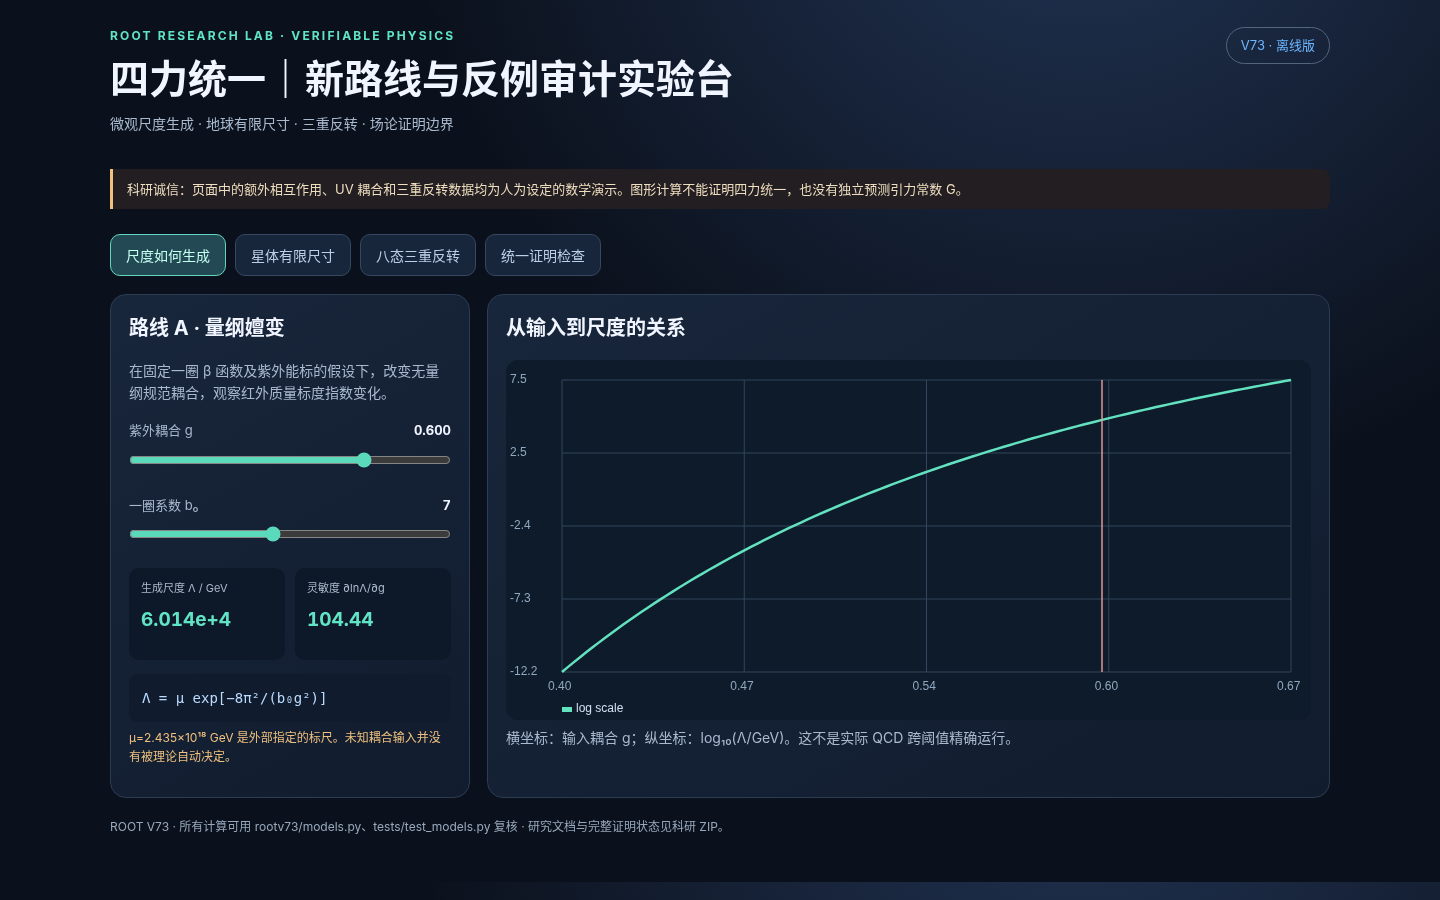 ROOT RESEARCH LAB · VERIFIABLE PHYSICS
V73 · 离线版
四力统一｜新路线与反例审计实验台
微观尺度生成 · 地球有限尺寸 · 三重反转 · 场论证明边界
科研诚信：页面中的额外相互作用、UV 耦合和三重反转数据均为人为设定的数学演示。图形计算不能证明四力统一，也没有独立预测引力常数 G。
尺度如何生成
星体有限尺寸
八态三重反转
统一证明检查
路线 A · 量纲嬗变
在固定一圈 β 函数及紫外能标的假设下，改变无量
纲规范耦合，观察红外质量标度指数变化。
紫外耦合 g
0.600
一圈系数 b₀
7
生成尺度 Λ / GeV
6.014e+4
灵敏度 ∂lnΛ/∂g
104.44
Λ = μ exp[−8π²/(b₀g²)]
μ=2.435×10¹⁸ GeV 是外部指定的标尺。未知耦合输入并没
有被理论自动决定。
从输入到尺度的关系
7.5
2.5
-2.4
-7.3
-12.2
0.40
0.47
0.54
0.60
0.67
log scale
横坐标：输入耦合 g；纵坐标：log₁₀(Λ/GeV)。这不是实际 QCD 跨阈值精确运行。
ROOT V73 · 所有计算可用 rootv73/models.py、tests/test_models.py 复核 · 研究文档与完整证明状态见科研 ZIP。